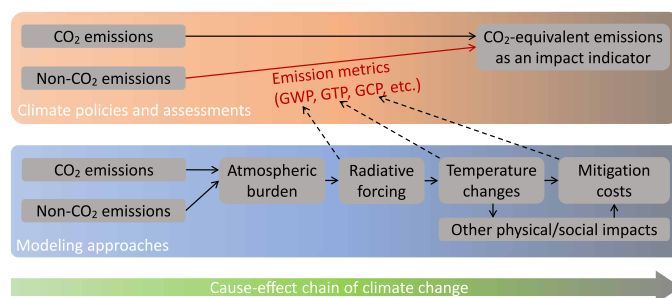 CO₂ emissions
CO₂-equivalent emissions
as an impact indicator
Non-CO₂ emissions
Emission metrics
(GWP, GTP, GCP, etc.)
Climate policies and assessments
CO₂ emissions
Non-CO₂ emissions
Atmospheric
burden
Radiative
forcing
Temperature
changes
Mitigation
costs
Other physical/social impacts
Modeling approaches
Cause-effect chain of climate change